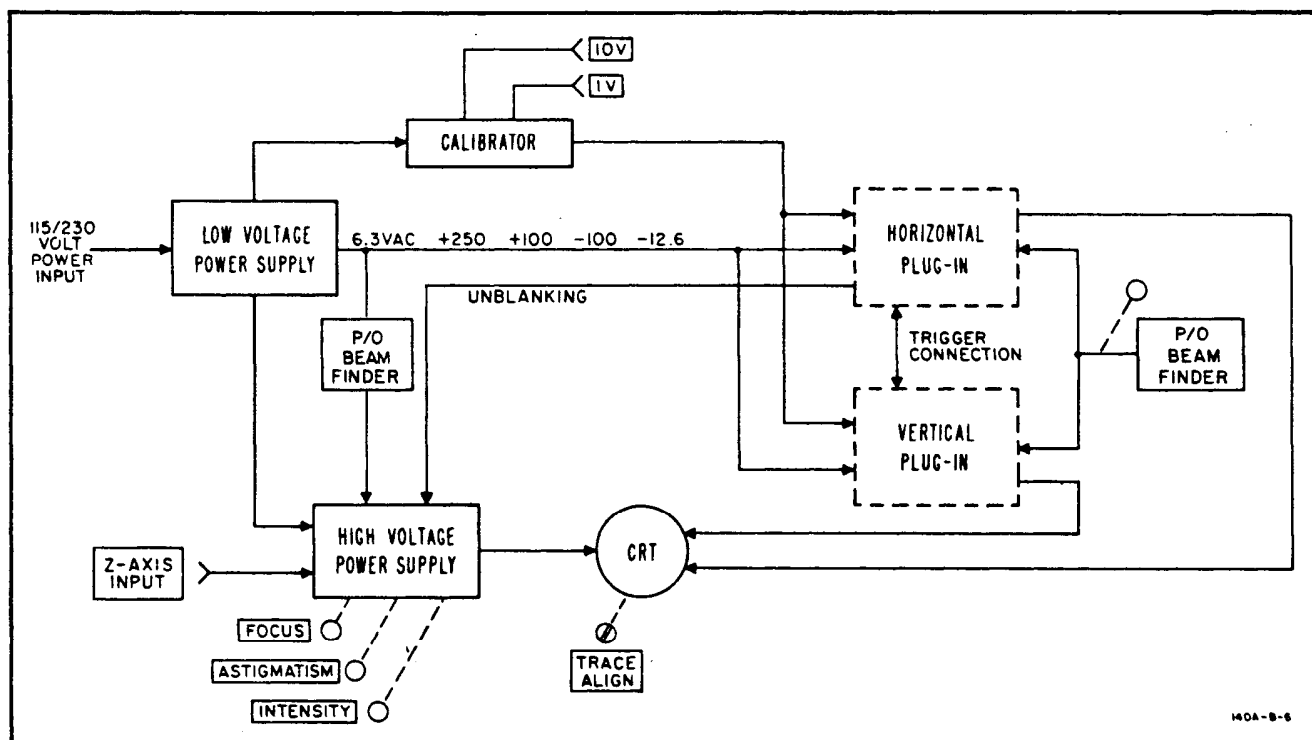 10V
1V
CALIBRATOR
115/230
VOLT
POWER
INPUT
LOW VOLTAGE
POWER SUPPLY
6.3VAC +250 +100 -100 -12.6
HORIZONTAL
PLUG-IN
UNBLANKING
P/O
BEAM
FINDER
TRIGGER
CONNECTION
P/O
BEAM
FINDER
VERTICAL
PLUG-IN
HIGH VOLTAGE
POWER SUPPLY
CRT
Z-AXIS
INPUT
FOCUS
ASTIGMATISM
INTENSITY
TRACE
ALIGN
140A-B-6